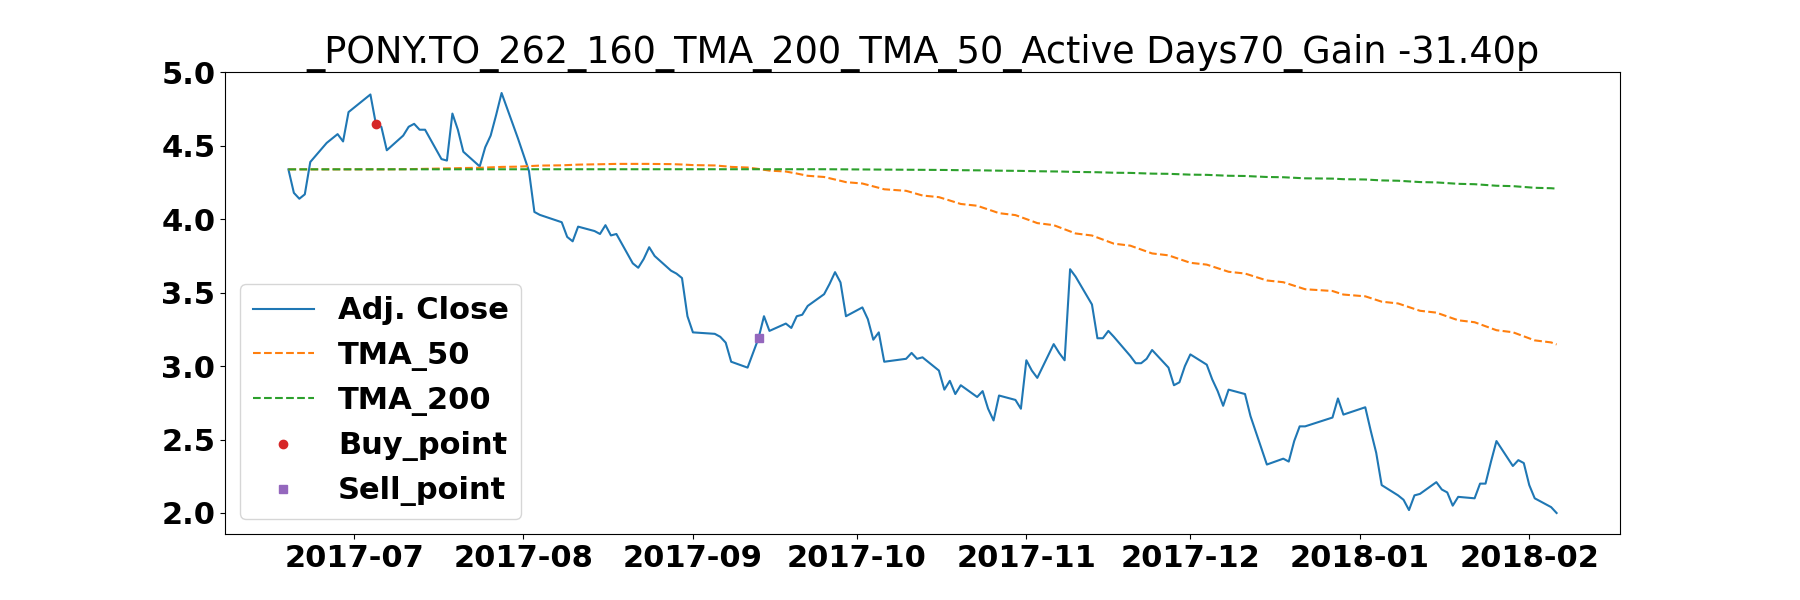 _PONY.TO_262_160_TMA_200_TMA_50_Active Days70_Gain -31.40p
5.0
4.5
4.0
3.5
3.0
2.5
2.0
Adj. Close
TMA_50
TMA_200
Buy_point
Sell_point
2017-07 2017-08 2017-09 2017-10 2017-11 2017-12 2018-01 2018-02